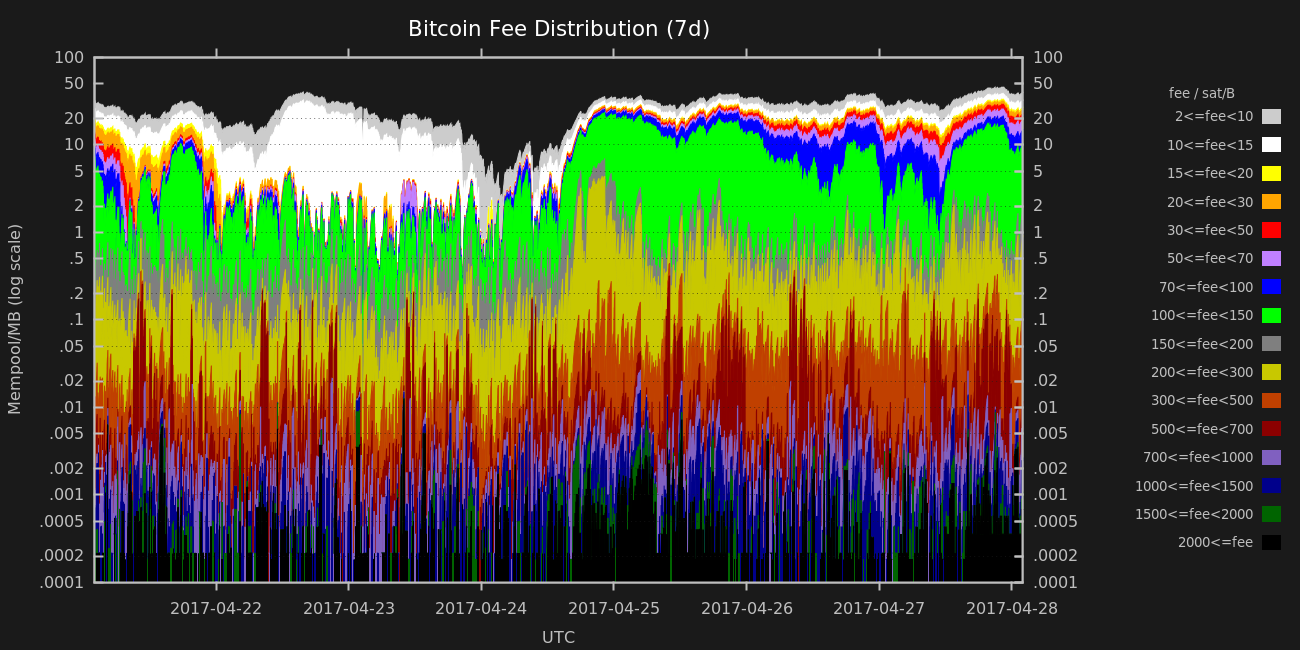 Bitcoin Fee Distribution (7d)
Mempool/MB (log scale)
100 100
50 50
20 20
10 10
5 5
2 2
1 1
.5 .5
.2 .2
.1 .1
.05 .05
.02 .02
.01 .01
.005 .005
.002 .002
.001 .001
.0005 .0005
.0002 .0002
.0001 .0001
2017-04-22 2017-04-23 2017-04-24 2017-04-25 2017-04-26 2017-04-27 2017-04-28
UTC
fee / sat/B
2<=fee<10
10<=fee<15
15<=fee<20
20<=fee<30
30<=fee<50
50<=fee<70
70<=fee<100
100<=fee<150
150<=fee<200
200<=fee<300
300<=fee<500
500<=fee<700
700<=fee<1000
1000<=fee<1500
1500<=fee<2000
2000<=fee